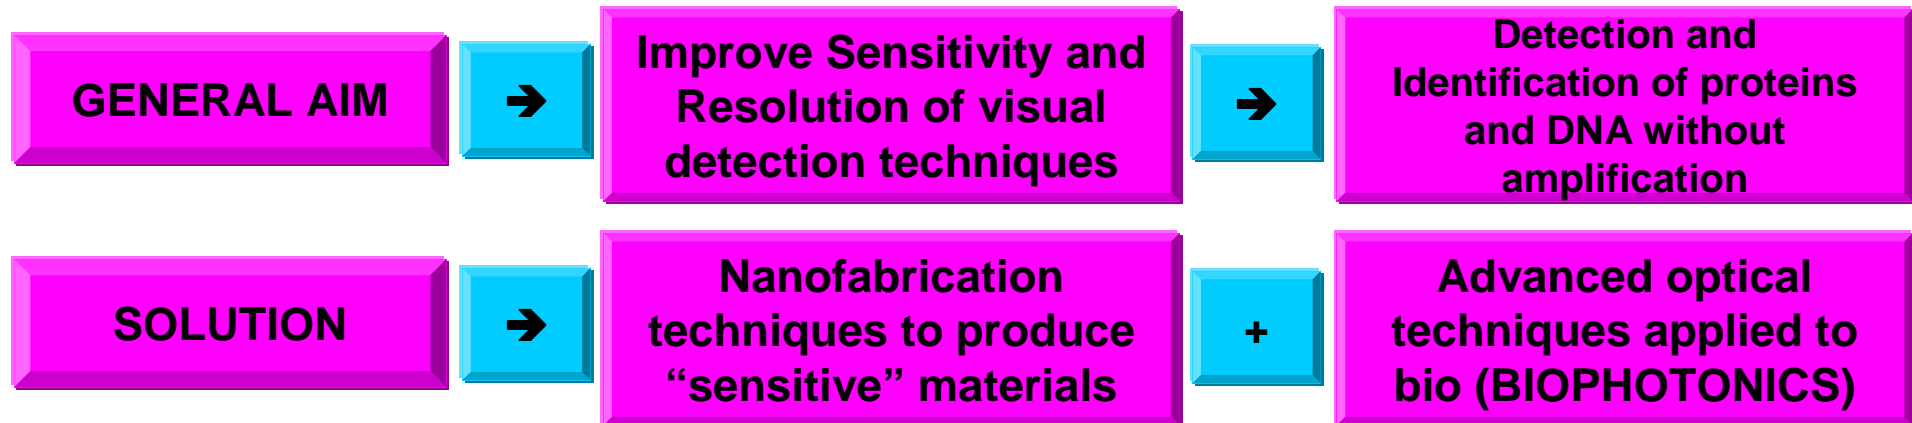 GENERAL AIM
➔
Improve Sensitivity and
Resolution of visual
detection techniques
➔
Detection and
Identification of proteins
and DNA without
amplification
SOLUTION
➔
Nanofabrication
techniques to produce
“sensitive” materials
+
Advanced optical
techniques applied to
bio (BIOPHOTONICS)